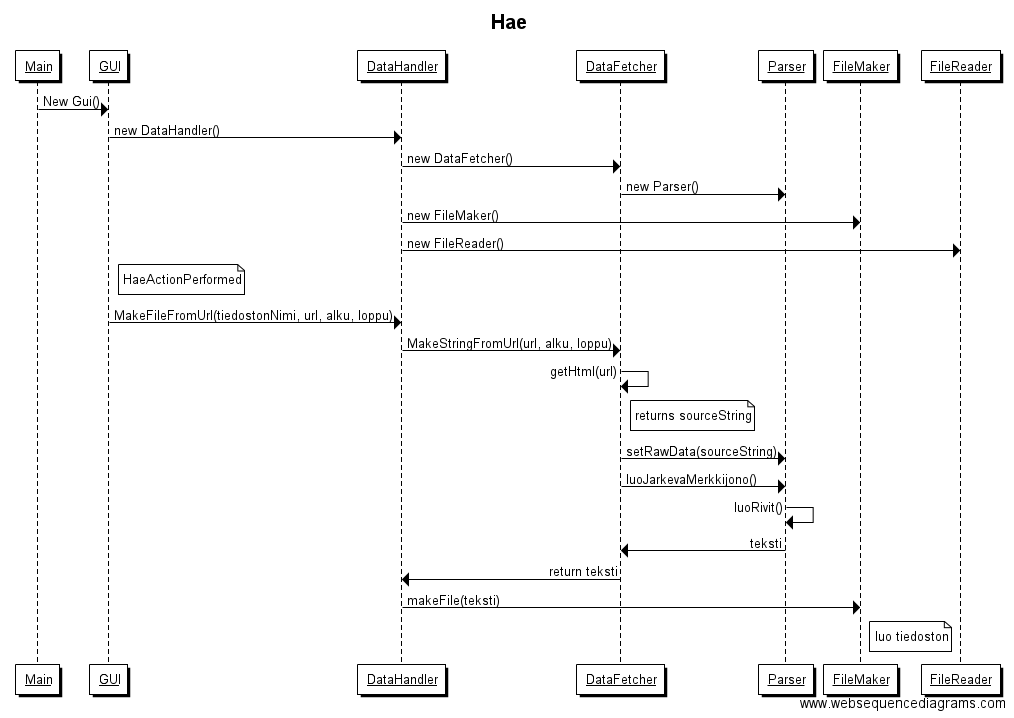 Hae
Main GUI DataHandler DataFetcher Parser FileMaker FileReader
New Gui()
new DataHandler()
new DataFetcher()
new Parser()
new FileMaker()
new FileReader()
HaeActionPerformed
MakeFileFromUrl(tiedostonNimi, url, alku, loppu)
MakeStringFromUrl(url, alku, loppu)
getHtml(url)
returns sourceString
setRawData(sourceString)
luoJarkevaMerkkijono()
luoRivit()
teksti
return teksti
makeFile(teksti)
luo tiedoston
Main GUI DataHandler DataFetcher Parser FileMaker FileReader
www.websequencediagrams.com